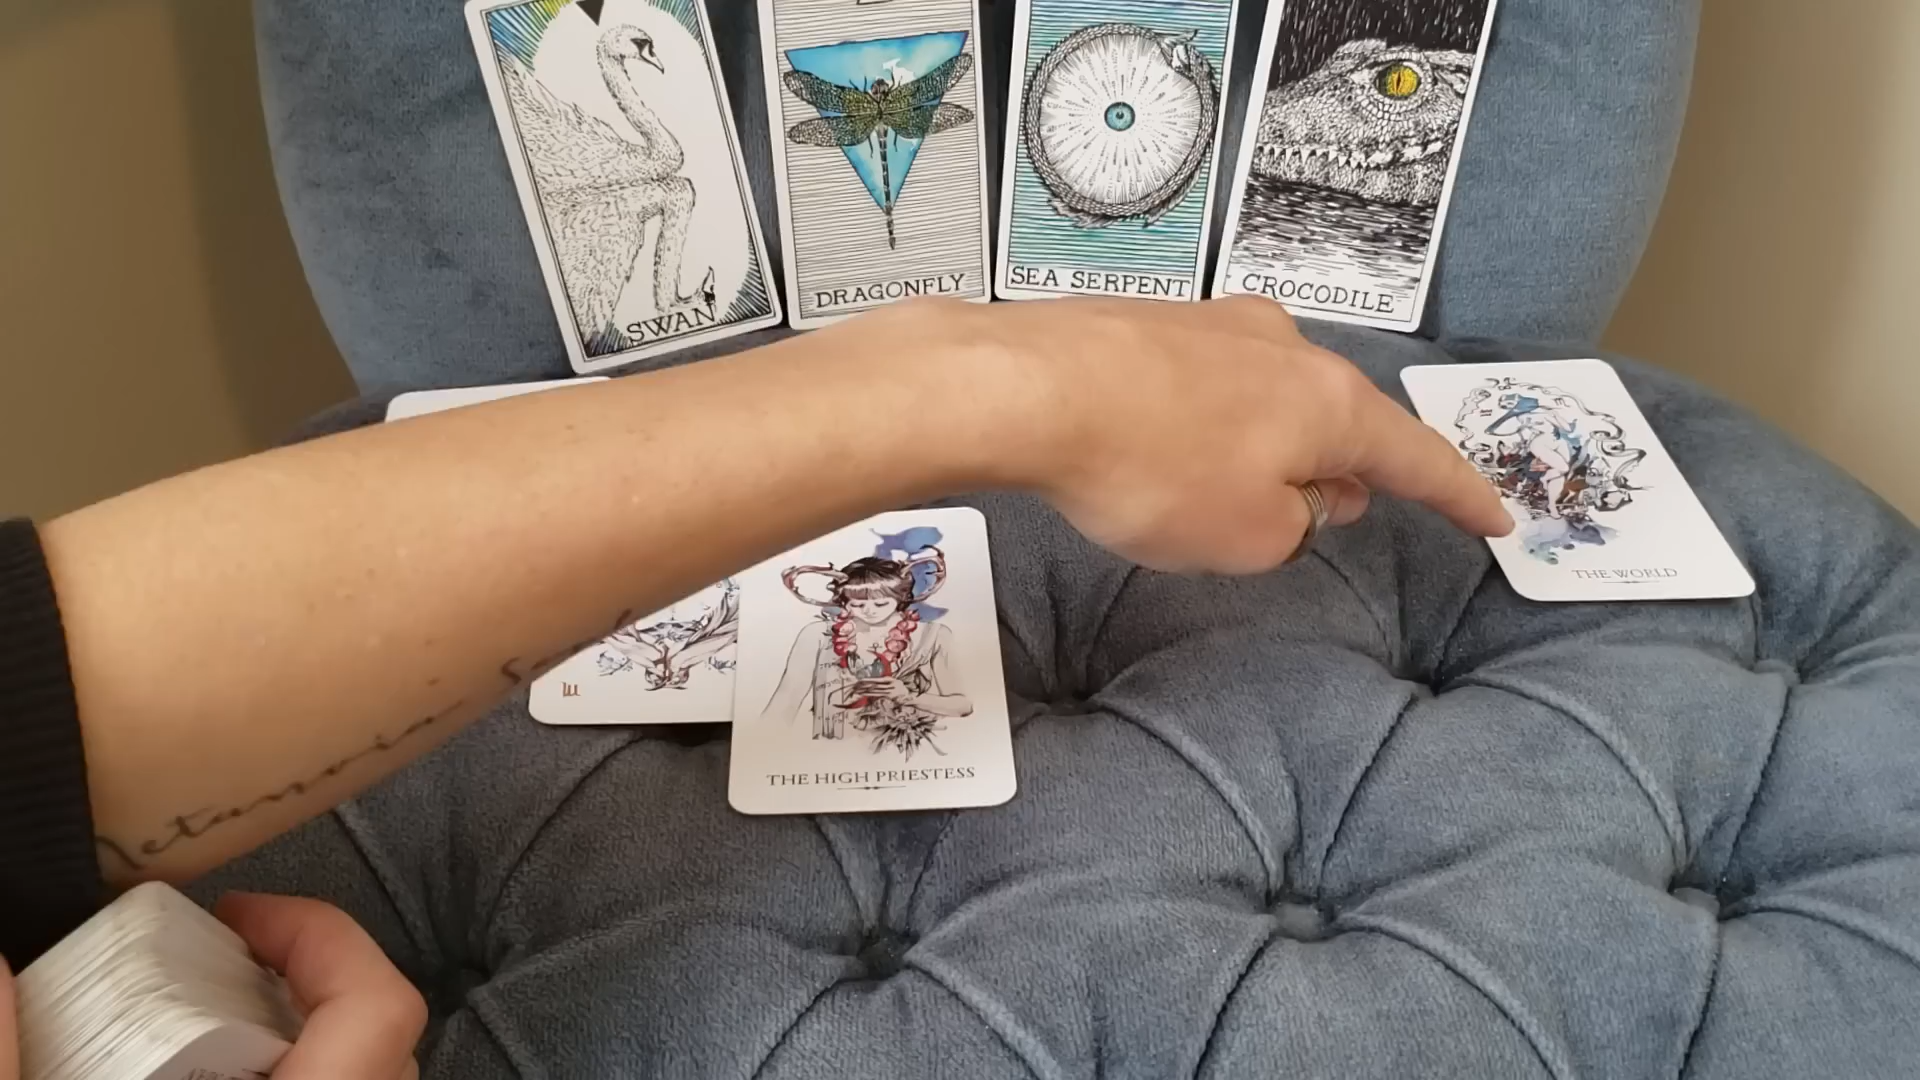 SWAN
DRAGONFLY
SEA SERPENT
CROCODILE
THE WORLD
THE HIGH PRIESTESS